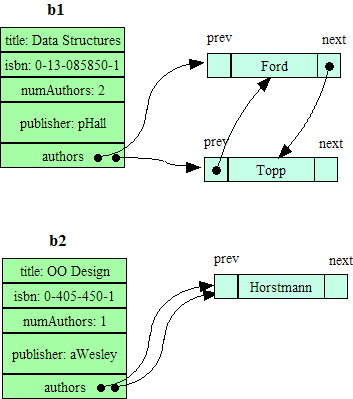 b1
title: Data Structures
isbn: 0-13-085850-1
numAuthors: 2
publisher: pHall
authors
prev
next
Ford
prev
next
Topp
b2
title: OO Design
isbn: 0-405-450-1
numAuthors: 1
publisher: aWesley
authors
prev
next
Horstmann